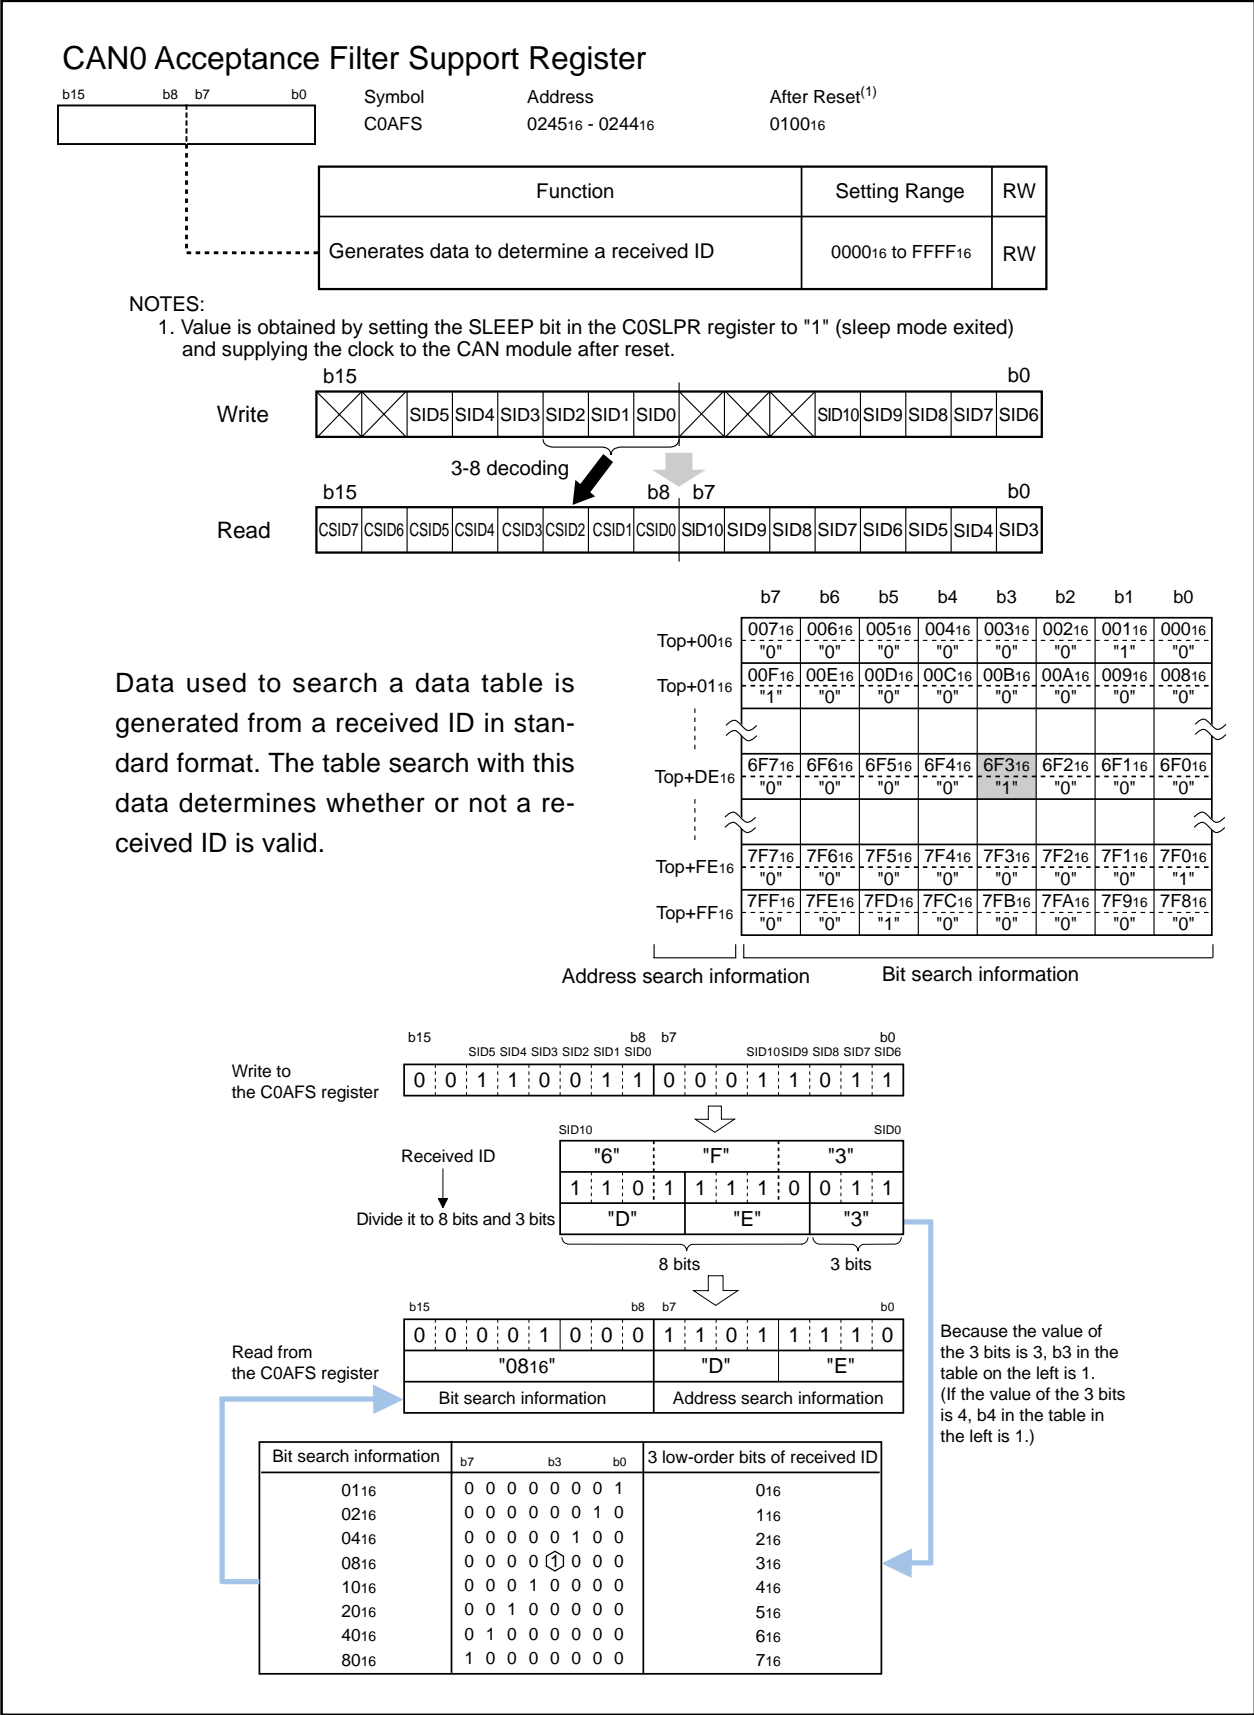 CAN0 Acceptance Filter Support Register
b15 b8 b7 b0
Symbol Address After Reset(1)
C0AFS 024516 - 024416 010016
Function Setting Range RW
Generates data to determine a received ID 000016 to FFFF16 RW
NOTES:
1. Value is obtained by setting the SLEEP bit in the C0SLPR register to "1" (sleep mode exited)
and supplying the clock to the CAN module after reset.
b15 b0
Write SID5 SID4 SID3 SID2 SID1 SID0 SID10 SID9 SID8 SID7 SID6
3-8 decoding
b15 b8 b7 b0
Read CSID7 CSID6 CSID5 CSID4 CSID3 CSID2 CSID1 CSID0 SID10 SID9 SID8 SID7 SID6 SID5 SID4 SID3
b7 b6 b5 b4 b3 b2 b1 b0
Top+0016 00716 00616 00516 00416 00316 00216 00116 00016
"0" "0" "0" "0" "0" "0" "1" "0"
Top+0116 00F16 00E16 00D16 00C16 00B16 00A16 00916 00816
"1" "0" "0" "0" "0" "0" "0" "0"
Top+DE16 6F716 6F616 6F516 6F416 6F316 6F216 6F116 6F016
"0" "0" "0" "0" "1" "0" "0" "0"
Top+FE16 7F716 7F616 7F516 7F416 7F316 7F216 7F116 7F016
"0" "0" "0" "0" "0" "0" "0" "1"
Top+FF16 7FF16 7FE16 7FD16 7FC16 7FB16 7FA16 7F916 7F816
"0" "0" "1" "0" "0" "0" "0" "0"
Address search information Bit search information
Data used to search a data table is
generated from a received ID in stan-
dard format. The table search with this
data determines whether or not a re-
ceived ID is valid.
b15 b8 b7 b0
SID5 SID4 SID3 SID2 SID1 SID0 SID10 SID9 SID8 SID7 SID6
Write to
the C0AFS register
0 0 1 1 0 0 1 1 0 0 0 1 1 0 1 1
SID10 SID0
Received ID "6" "F" "3"
1 1 0 1 1 1 1 0 0 1 1
Divide it to 8 bits and 3 bits "D" "E" "3"
8 bits 3 bits
b15 b8 b7 b0
Read from
the C0AFS register
0 0 0 0 1 0 0 0 1 1 0 1 1 1 1 0
"0816" "D" "E"
Bit search information Address search information
Because the value of
the 3 bits is 3, b3 in the
table on the left is 1.
(If the value of the 3 bits
is 4, b4 in the table in
the left is 1.)
Bit search information b7 b3 b0 3 low-order bits of received ID
0116 0 0 0 0 0 0 0 1 016
0216 0 0 0 0 0 0 1 0 116
0416 0 0 0 0 0 1 0 0 216
0816 0 0 0 0 1 0 0 0 316
1016 0 0 0 1 0 0 0 0 416
2016 0 0 1 0 0 0 0 0 516
4016 0 1 0 0 0 0 0 0 616
8016 1 0 0 0 0 0 0 0 716